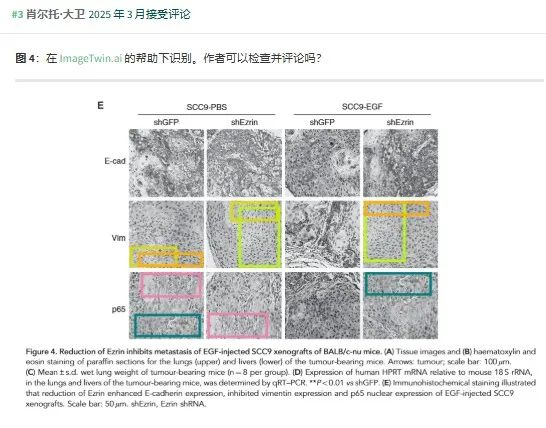 #3 肖尔托·大卫 2025 年 3 月接受评论
图 4：在 ImageTwin.ai 的帮助下识别。作者可以检查并评论吗？
E
SCC9-PBS SCC9-EGF
shGFP shEzrin shGFP shEzrin
E-cad
Vim
p65
Figure 4. Reduction of Ezrin inhibits metastasis of EGF-injected SCC9 xenografts of BALB/c-nu mice. (A) Tissue images and (B) haematoxylin and
eosin staining of paraffin sections for the lungs (upper) and livers (lower) of the tumour-bearing mice. Arrows: tumour; scale bar: 100 μm.
(C) Mean ± s.d. wet lung weight of tumour-bearing mice (n = 8 per group). (D) Expression of human HPRT mRNA relative to mouse 18 S rRNA,
in the lungs and livers of the tumour-bearing mice, was determined by qRT–PCR. **P < 0.01 vs shGFP. (E) Immunohistochemical staining illustrated
that reduction of Ezrin enhanced E-cadherin expression, inhibited vimentin expression and p65 nuclear expression of EGF-injected SCC9
xenografts. Scale bar: 50 μm. shEzrin, Ezrin shRNA.